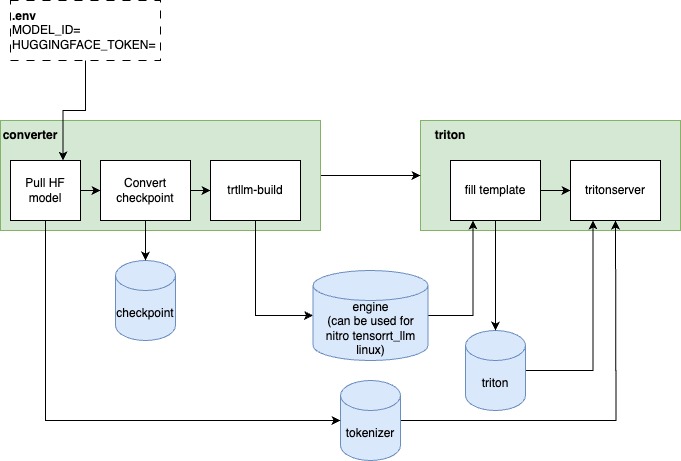 .env
MODEL_ID=
HUGGINGFACE_TOKEN=
converter
triton
Pull HF
model
Convert
checkpoint
trtllm-build
fill template
tritonserver
checkpoint
engine
(can be used for
nitro tensorrt_llm
linux)
triton
tokenizer